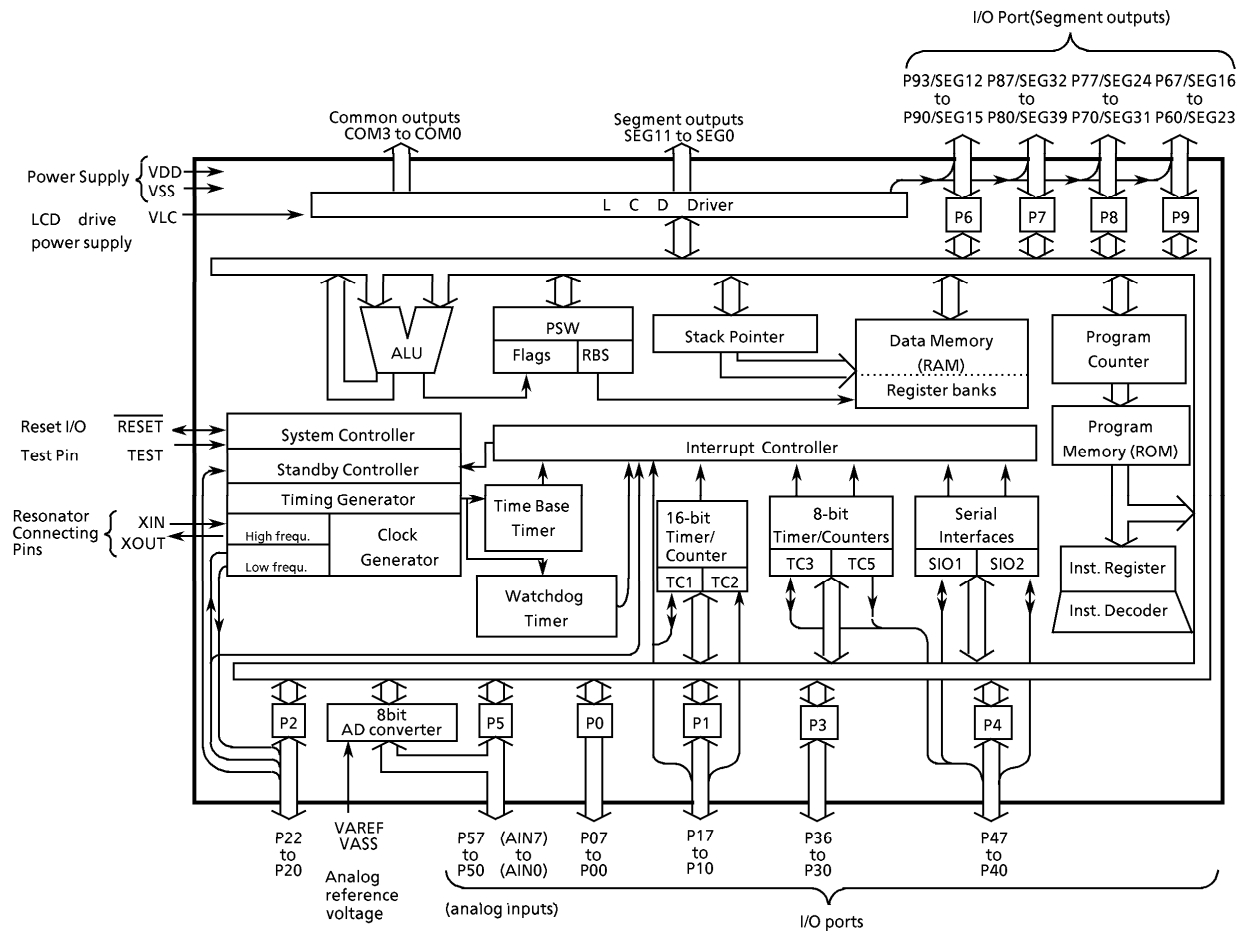 I/O Port(Segment outputs)
P93/SEG12 P87/SEG32 P77/SEG24 P67/SEG16
to to to to
P90/SEG15 P80/SEG39 P70/SEG31 P60/SEG23
Common outputs
COM3 to COM0
Segment outputs
SEG11 to SEG0
Power Supply
VDD
VSS
LCD drive
power supply
VLC
L C D Driver
P6
P7
P8
P9
ALU
PSW
Flags
RBS
Stack Pointer
Data Memory
(RAM)
Register banks
Program
Counter
Program
Memory (ROM)
Reset I/O
RESET
Test Pin
TEST
System Controller
Standby Controller
Timing Generator
High frequ.
Low frequ.
Clock
Generator
Resonator
Connecting
Pins
XIN
XOUT
Interrupt Controller
Time Base
Timer
Watchdog
Timer
16-bit
Timer/
Counter
TC1
TC2
8-bit
Timer/Counters
TC3
TC5
Serial
Interfaces
SIO1
SIO2
Inst. Register
Inst. Decoder
P2
8bit
AD converter
P5
P0
P1
P3
P4
P22
to
P20
VAREF
VASS
Analog
reference
voltage
P57 (AIN7)
to to
P50 (AIN0)
(analog inputs)
P07
to
P00
P17
to
P10
P36
to
P30
P47
to
P40
I/O ports